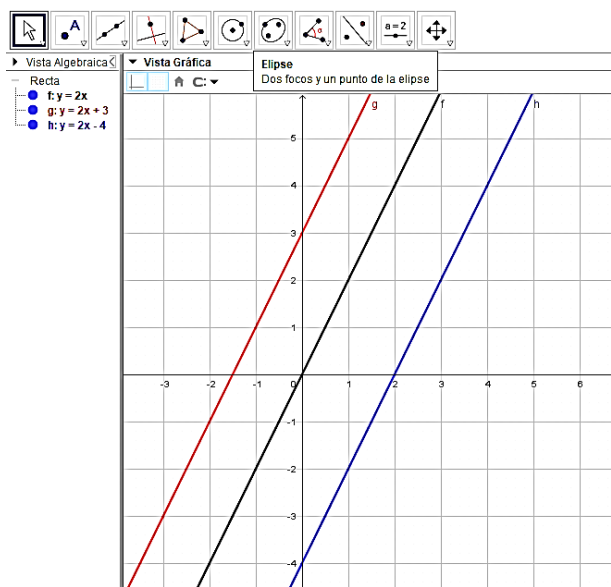 A
a=2
Vista Algebraica
Vista Gráfica
Elipse
Dos focos y un punto de la elipse
Recta
f: y = 2x
g: y = 2x + 3
h: y = 2x - 4
g
f
h
5
4
3
2
1
0
-1
-2
-3
-4
-3
-2
-1
1
2
3
4
5
6